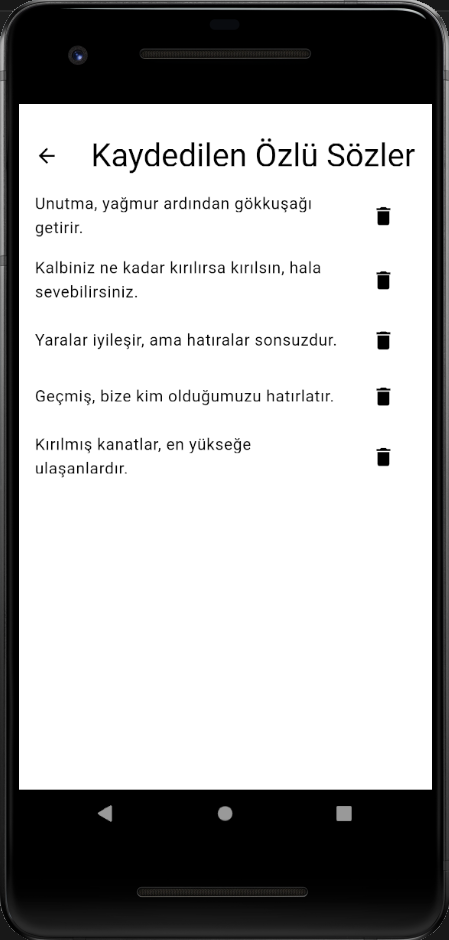 Kaydedilen Özlü Sözler
Unutma, yağmur ardından gökkuşağı
getirir.
Kalbiniz ne kadar kırılırsa kırılsın, hala
sevebilirsiniz.
Yaralar iyileşir, ama hatıralar sonsuzdur.
Geçmiş, bize kim olduğumuzu hatırlatır.
Kırılmış kanatlar, en yükseğe
ulaşanlardır.